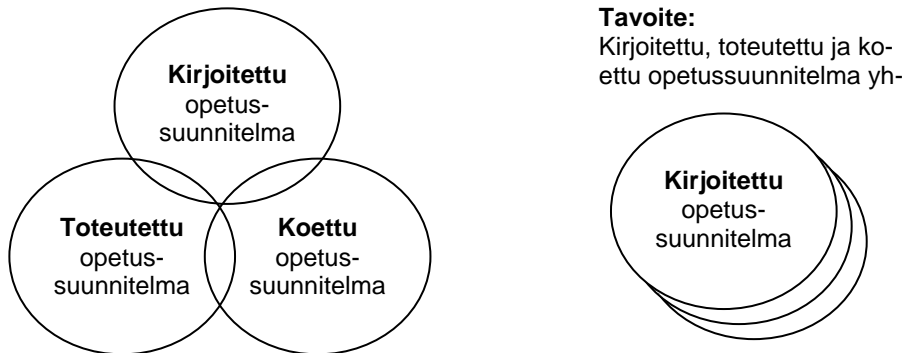 Kirjoitettu
opetus-
suunnitelma
Toteutettu
opetus-
suunnitelma
Koettu
opetus-
suunnitelma
Tavoite:
Kirjoitettu, toteutettu ja ko-
ettu opetussuunnitelma yh-
Kirjoitettu
opetus-
suunnitelma